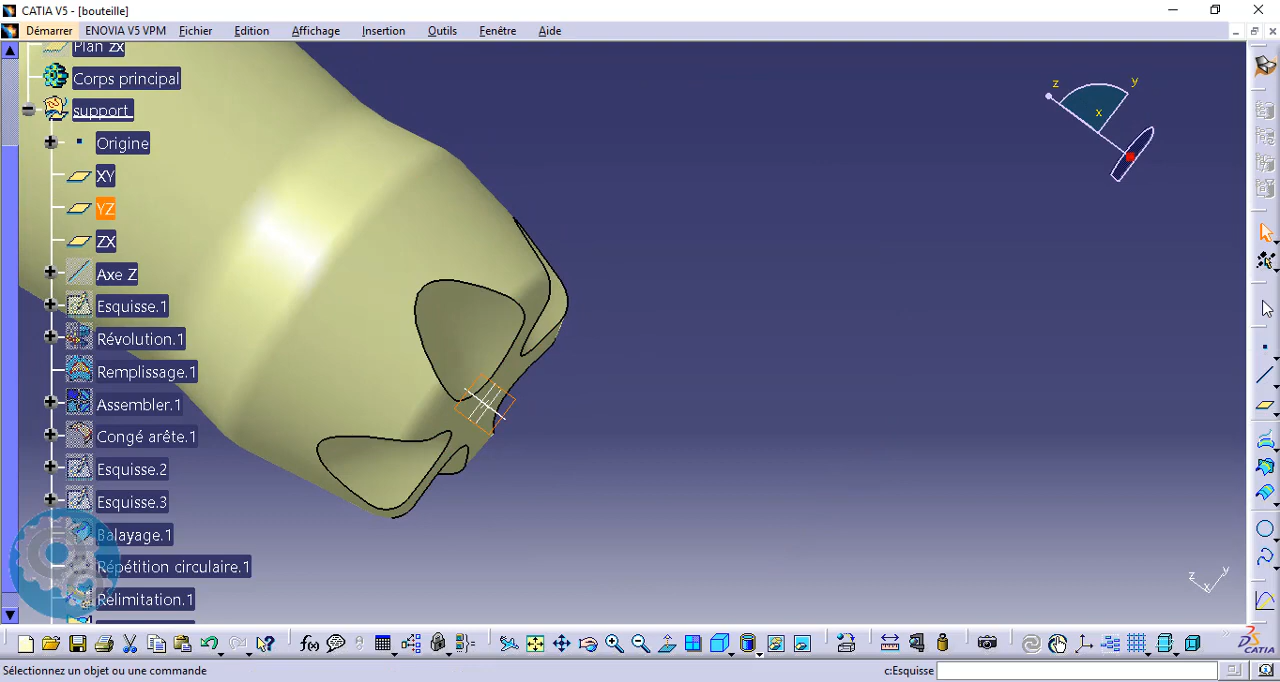 CATIA V5 - [bouteille]
Démarrer ENOVIA V5 VPM Fichier Edition Affichage Insertion Outils Fenêtre Aide
Plan zx
Corps principal
support
Origine
XY
YZ
ZX
Axe Z
Esquisse.1
Révolution.1
Remplissage.1
Assembler.1
Congé arête.1
Esquisse.2
Esquisse.3
Balayage.1
Répétition circulaire.1
Relimitation.1
z y
x
z y
x
f(x)
CATIA
Sélectionnez un objet ou une commande c:Esquisse